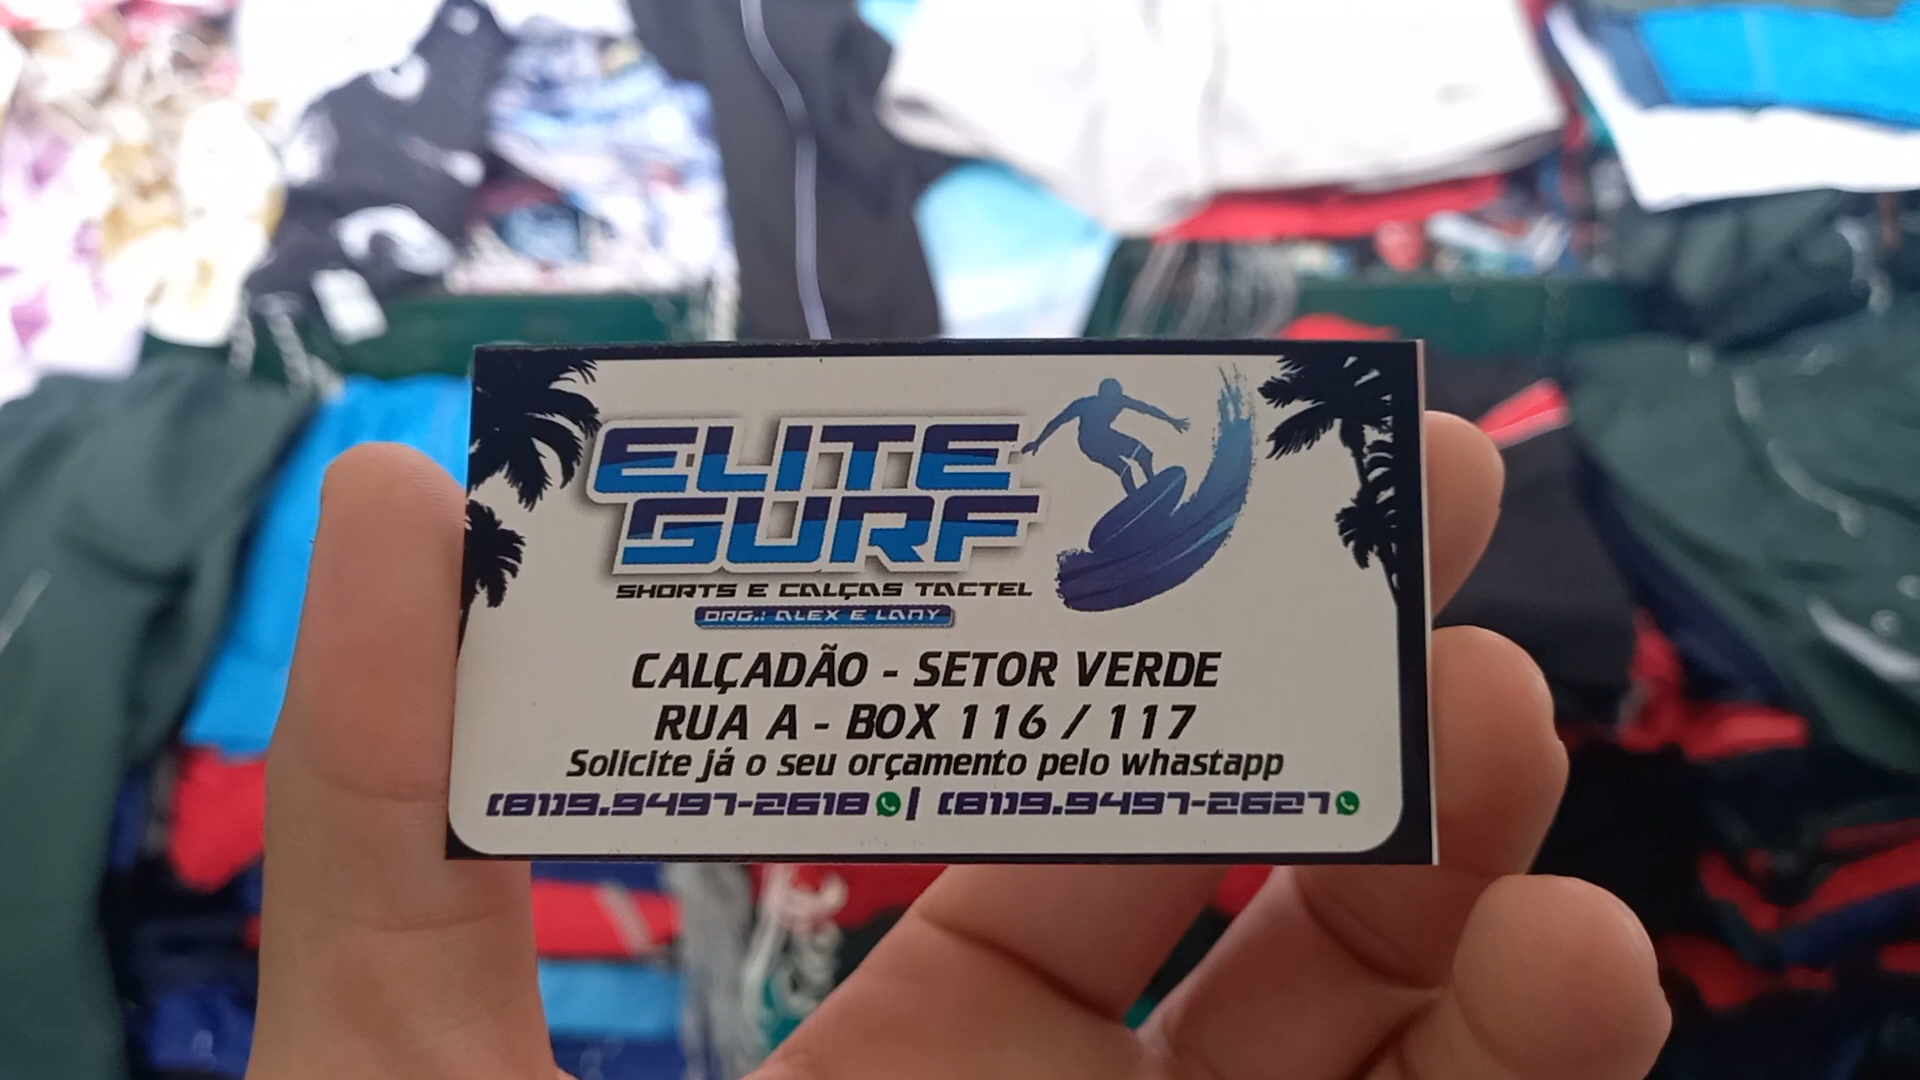 ELITE
SURF
SHORTS E CALÇAS TACTEL
ORG.: ALEX E LANY
CALÇADÃO - SETOR VERDE
RUA A - BOX 116 / 117
Solicite já o seu orçamento pelo whastapp
(81)9.9497-2618 | (81)9.9497-2627